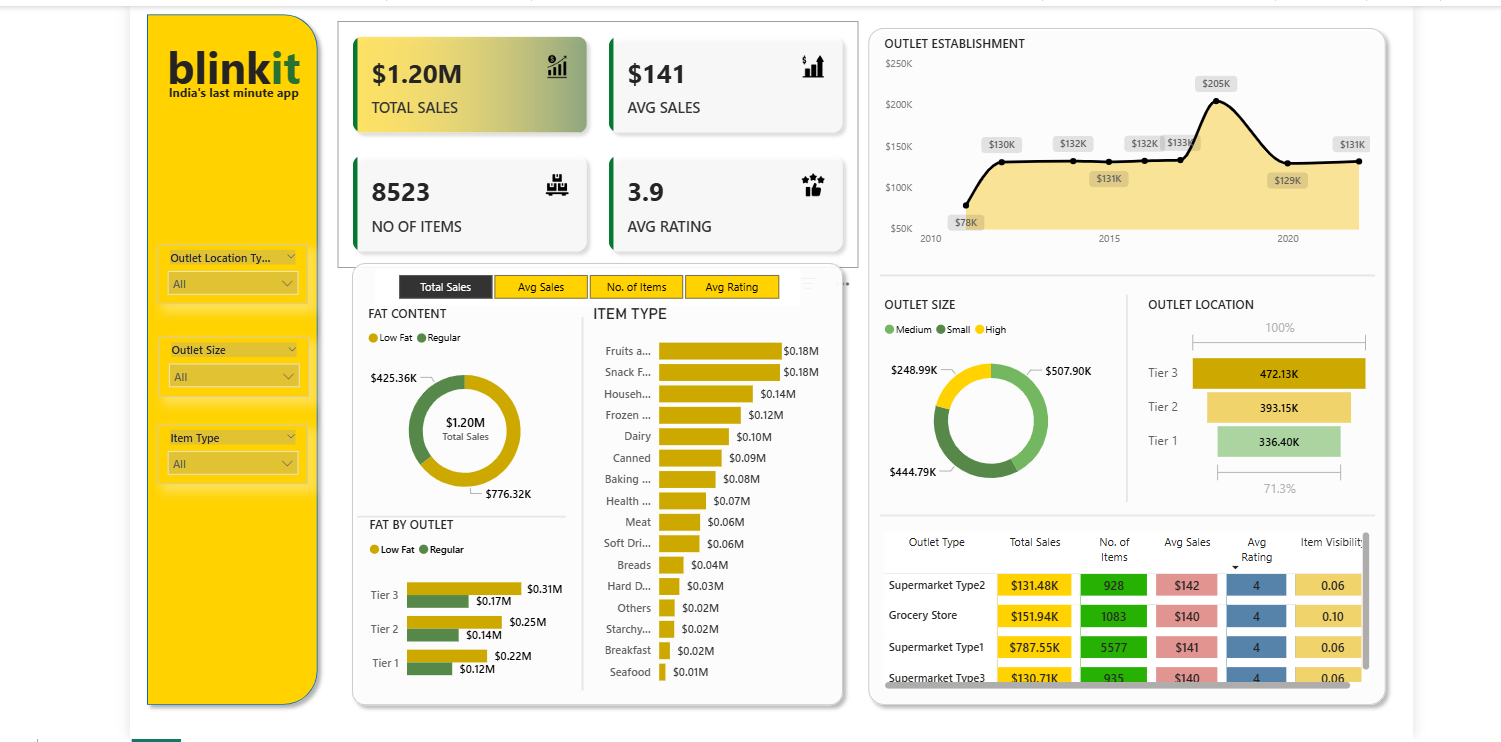 blinkit
India's last minute app
Outlet Location Ty...
All
Outlet Size
All
Item Type
All
$1.20M
TOTAL SALES
$141
AVG SALES
8523
NO OF ITEMS
3.9
AVG RATING
Total Sales Avg Sales No. of Items Avg Rating
FAT CONTENT
Low Fat Regular
$425.36K
$1.20M
Total Sales
$776.32K
FAT BY OUTLET
Low Fat Regular
Tier 3 $0.31M
$0.17M
Tier 2 $0.25M
$0.14M
Tier 1 $0.22M
$0.12M
ITEM TYPE
Fruits a... $0.18M
Snack F... $0.18M
Househ... $0.14M
Frozen ... $0.12M
Dairy $0.10M
Canned $0.09M
Baking ... $0.08M
Health ... $0.07M
Meat $0.06M
Soft Dri... $0.06M
Breads $0.04M
Hard D... $0.03M
Others $0.02M
Starchy... $0.02M
Breakfast $0.02M
Seafood $0.01M
OUTLET ESTABLISHMENT
$250K
$200K
$150K
$100K
$50K
$78K
$130K
$132K
$131K
$132K
$133K
$205K
$129K
$131K
2010 2015 2020
OUTLET SIZE
Medium Small High
$248.99K
$507.90K
$444.79K
OUTLET LOCATION
100%
Tier 3 472.13K
Tier 2 393.15K
Tier 1 336.40K
71.3%
Outlet Type Total Sales No. of Items Avg Sales Avg Rating Item Visibility
Supermarket Type2 $131.48K 928 $142 4 0.06
Grocery Store $151.94K 1083 $140 4 0.10
Supermarket Type1 $787.55K 5577 $141 4 0.06
Supermarket Type3 $130.71K 935 $140 4 0.06